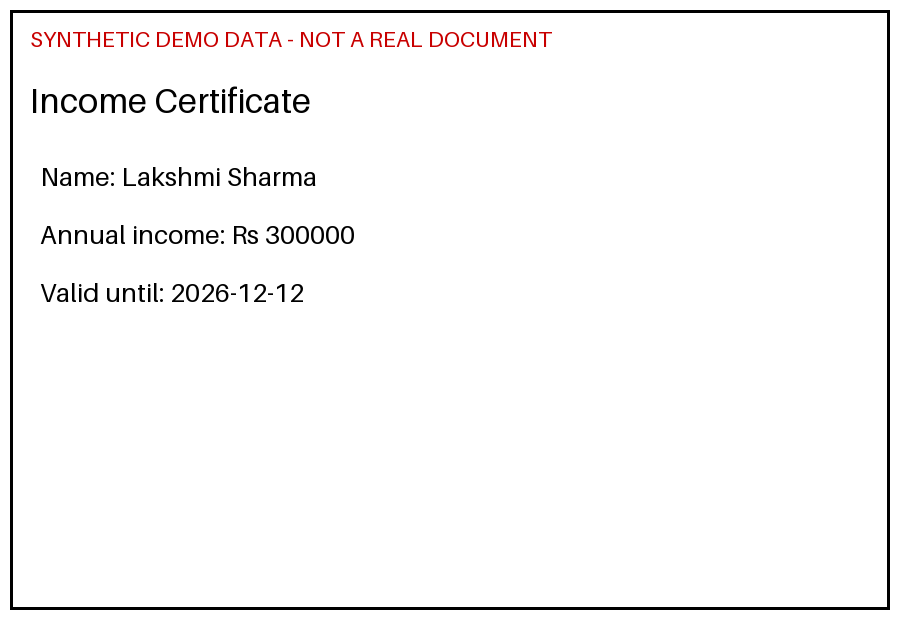 SYNTHETIC DEMO DATA - NOT A REAL DOCUMENT
Income Certificate
Name: Lakshmi Sharma
Annual income: Rs 300000
Valid until: 2026-12-12